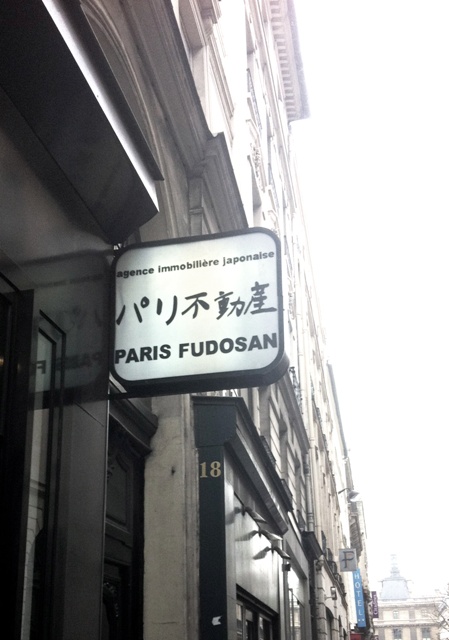 agence immobilière japonaise
パリ不動産
PARIS FUDOSAN
18
HOTEL